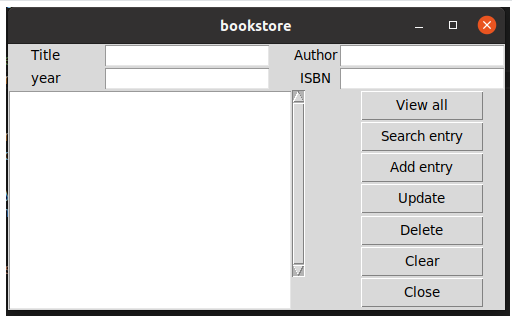 bookstore
Title Author
year ISBN
View all
Search entry
Add entry
Update
Delete
Clear
Close